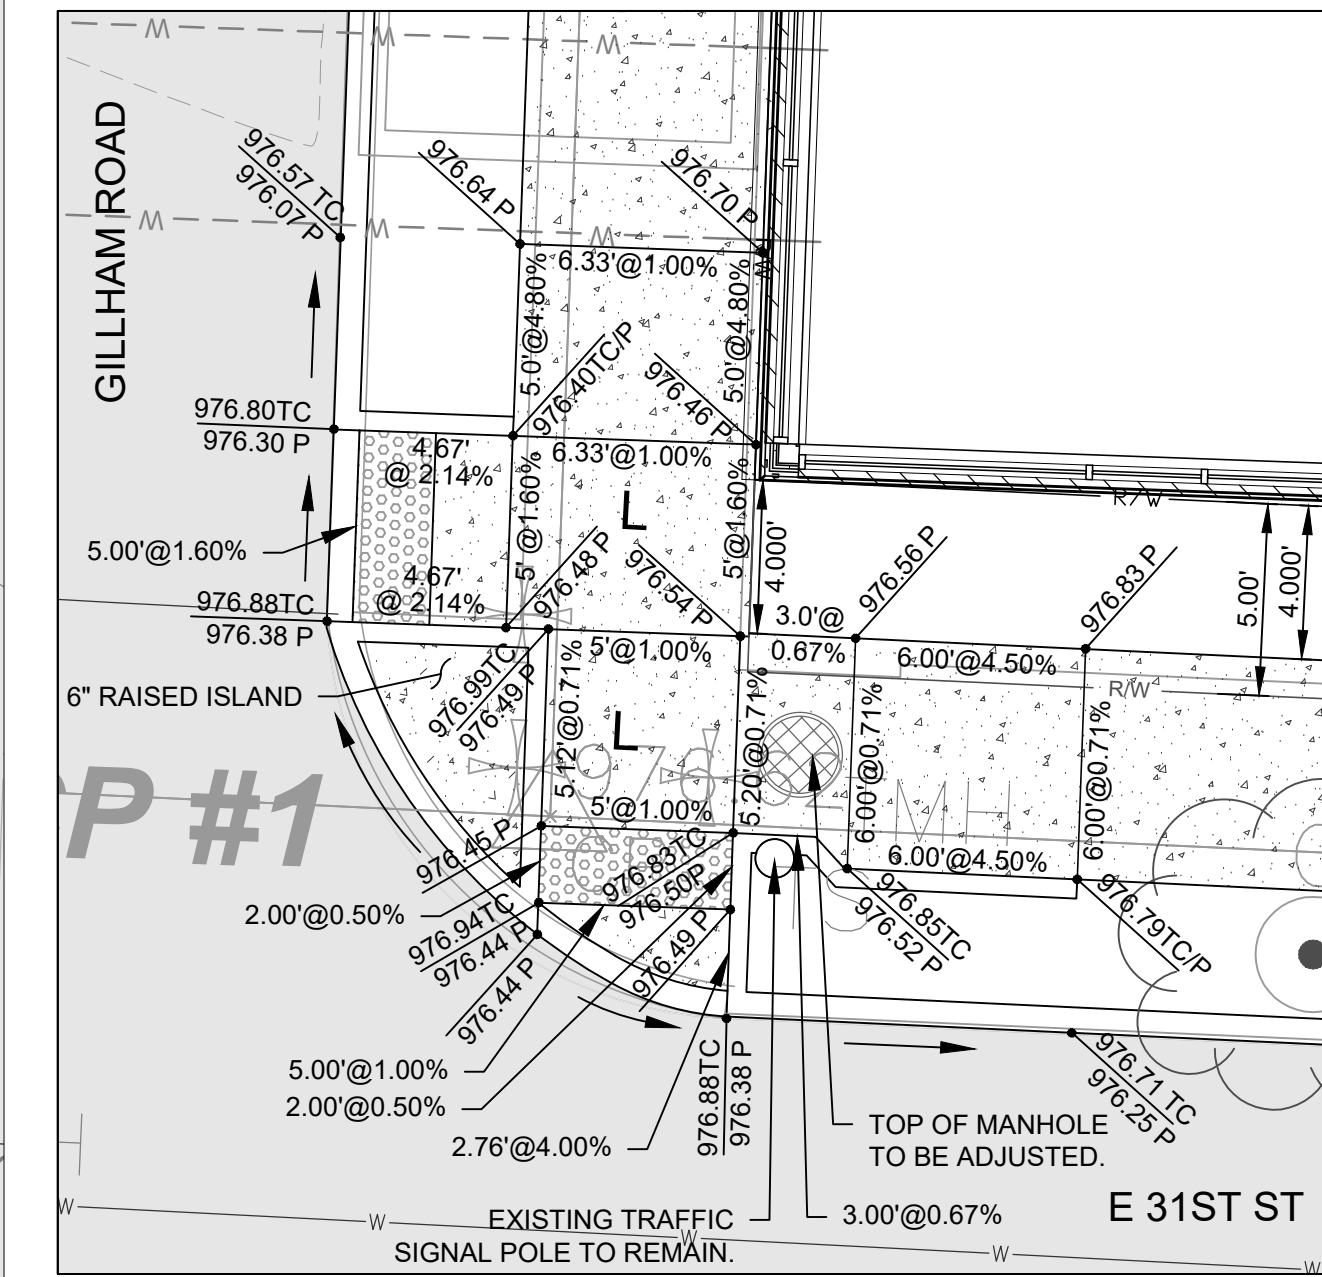 W
W
W
GILLHAM ROAD
976.57 TC
976.07 P
976.64 P
976.70 P
W
W
W
W
6.33'@1.00%
5.0'@4.80%
5.0'@4.80%
976.40TC/P
976.46 P
976.80TC
976.30 P
4.67'
@ 2.14%
6.33'@1.00%
5' @1.60%
5'@1.60%
L
R/W
5.00'@1.60%
4.67'
@ 2.14%
976.48 P
976.54 P
4.000'
976.56 P
976.83 P
5.00'
4.000'
976.88TC
976.38 P
3.0'@
0.67%
5'@1.00%
6.00'@4.50%
R/W
6" RAISED ISLAND
976.99TC
976.49 P
5.12'@0.71%
L
5.20'@0.71%
6.00'@0.71%
6.00'@0.71%
P #1
MH
5'@1.00%
976.45 P
976.83TC
976.50P
6.00'@4.50%
2.00'@0.50%
976.94TC
976.44 P
976.49 P
976.85TC
976.52 P
976.79TC/P
TS
976.44 P
5.00'@1.00%
2.00'@0.50%
2.76'@4.00%
976.88TC
976.38 P
976.71 TC
976.25 P
TOP OF MANHOLE
TO BE ADJUSTED.
3.00'@0.67%
E 31ST ST
EXISTING TRAFFIC
SIGNAL POLE TO REMAIN.
W
W
W
W
W